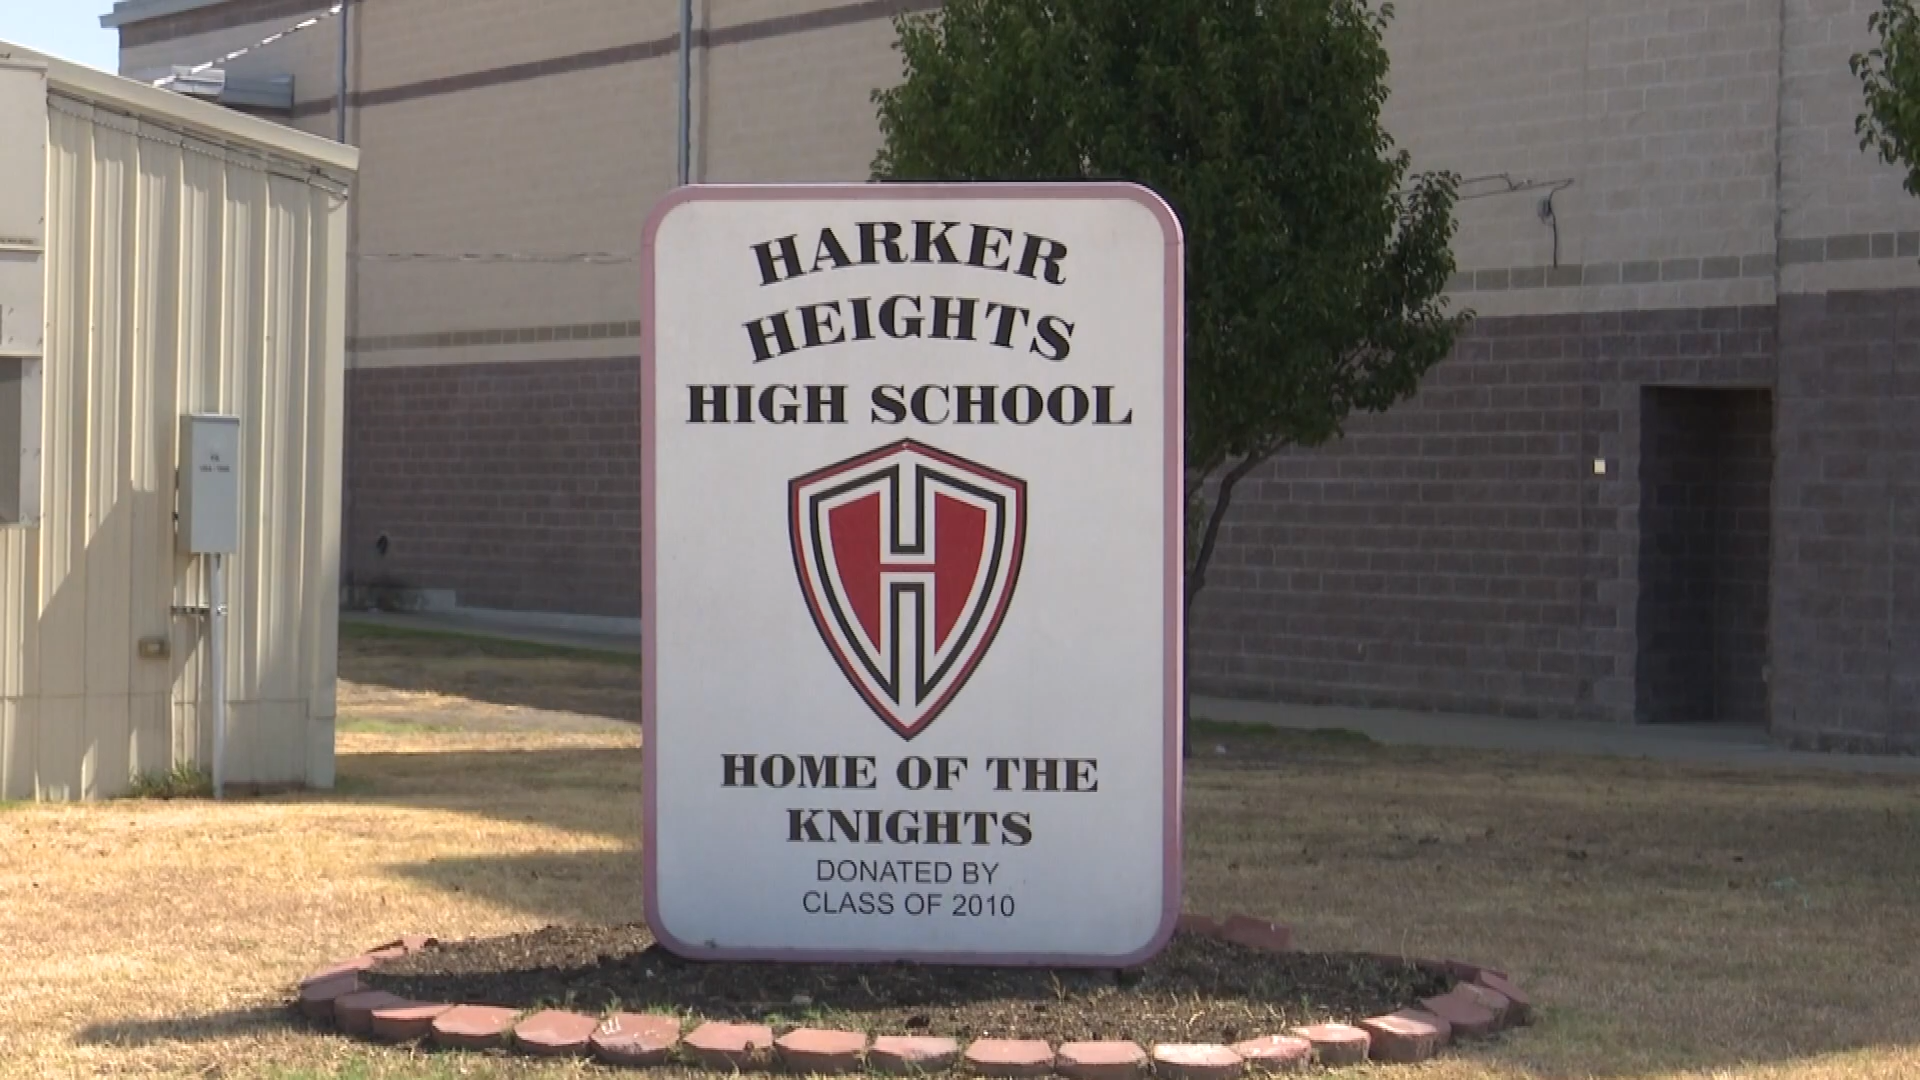 HARKER
HEIGHTS
HIGH SCHOOL
H
HOME OF THE
KNIGHTS
DONATED BY
CLASS OF 2010